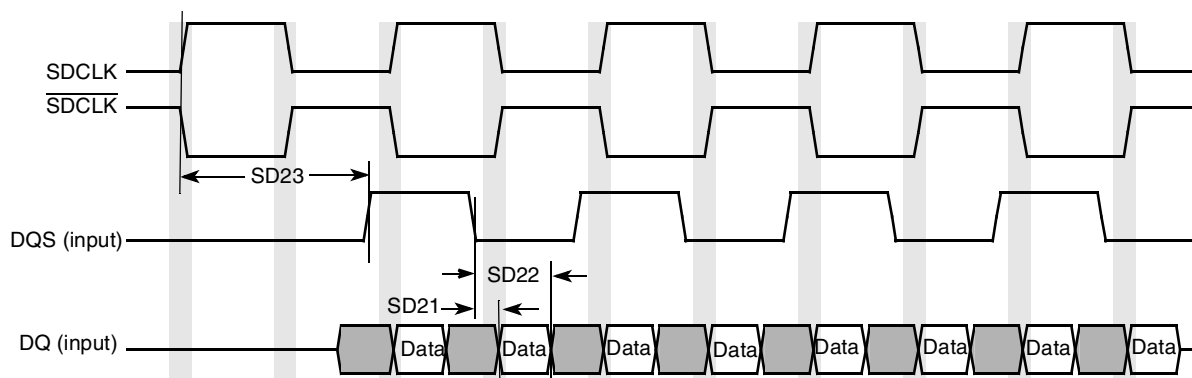 SDCLK
SDCLK
SD23
DQS (input)
SD22
SD21
DQ (input)
Data Data Data Data Data Data Data Data